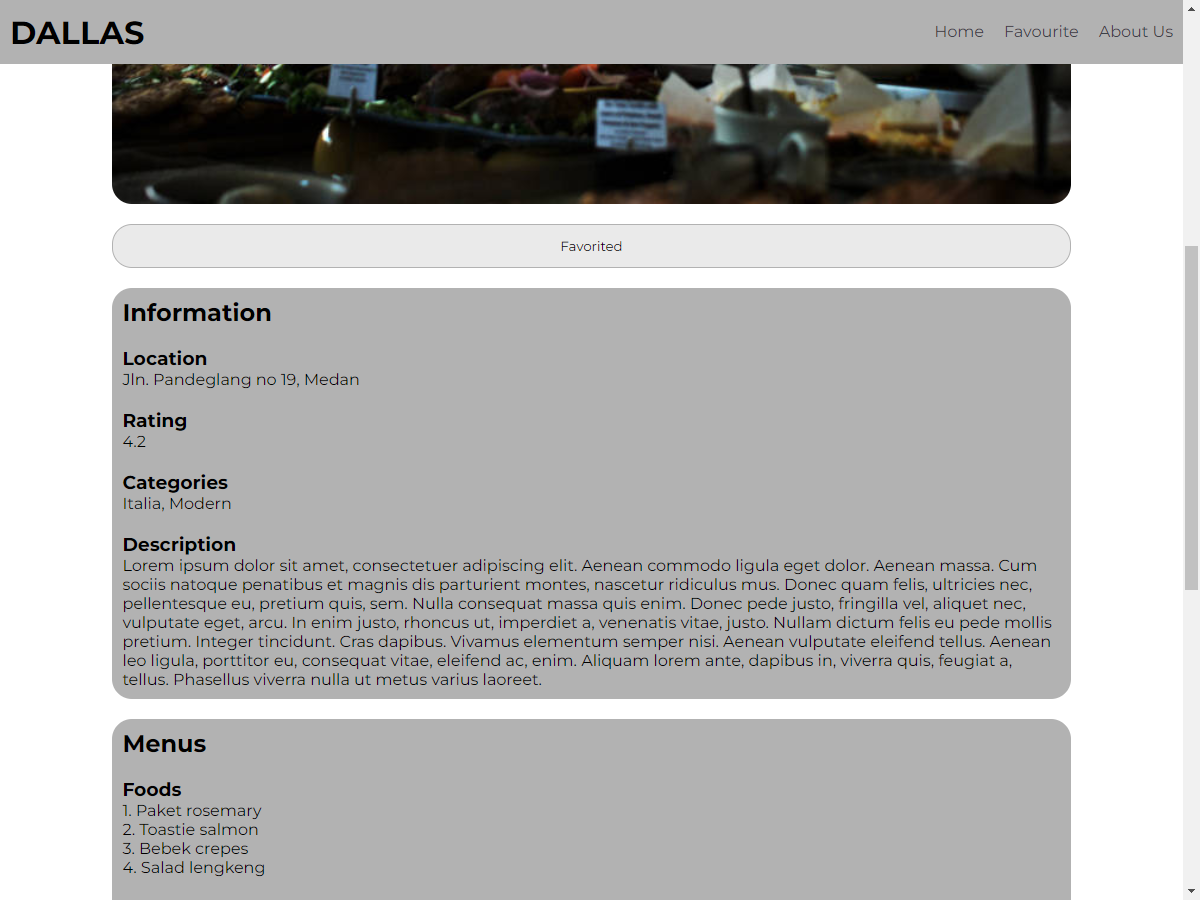 DALLAS
Home Favourite About Us
Favorited
Information
Location
Jln. Pandeglang no 19, Medan
Rating
4.2
Categories
Italia, Modern
Description
Lorem ipsum dolor sit amet, consectetuer adipiscing elit. Aenean commodo ligula eget dolor. Aenean massa. Cum
sociis natoque penatibus et magnis dis parturient montes, nascetur ridiculus mus. Donec quam felis, ultricies nec,
pellentesque eu, pretium quis, sem. Nulla consequat massa quis enim. Donec pede justo, fringilla vel, aliquet nec,
vulputate eget, arcu. In enim justo, rhoncus ut, imperdiet a, venenatis vitae, justo. Nullam dictum felis eu pede mollis
pretium. Integer tincidunt. Cras dapibus. Vivamus elementum semper nisi. Aenean vulputate eleifend tellus. Aenean
leo ligula, porttitor eu, consequat vitae, eleifend ac, enim. Aliquam lorem ante, dapibus in, viverra quis, feugiat a,
tellus. Phasellus viverra nulla ut metus varius laoreet.
Menus
Foods
1. Paket rosemary
2. Toastie salmon
3. Bebek crepes
4. Salad lengkeng